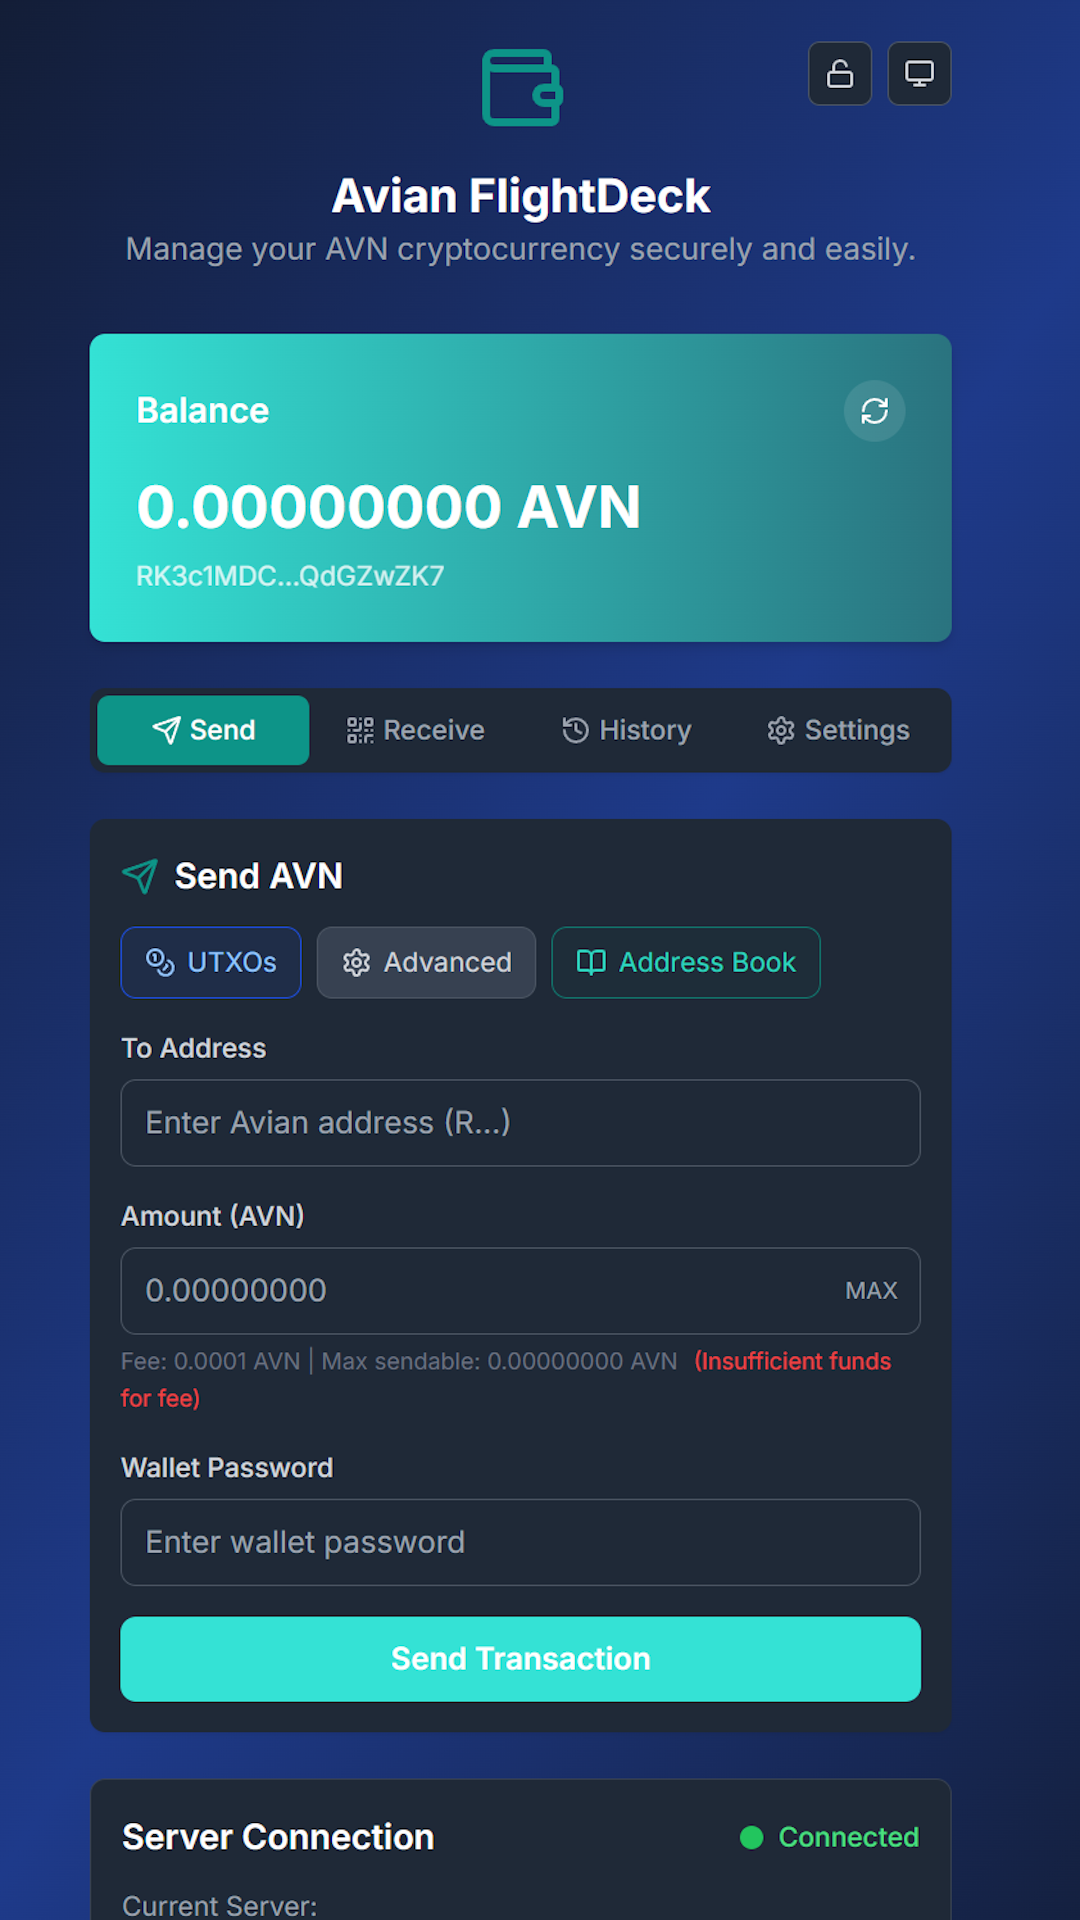 Avian FlightDeck
Manage your AVN cryptocurrency securely and easily.
Balance
0.00000000 AVN
RK3c1MDC...QdGZwZK7
Send
Receive
History
Settings
Send AVN
UTXOs
Advanced
Address Book
To Address
Enter Avian address (R...)
Amount (AVN)
0.00000000
MAX
Fee: 0.0001 AVN | Max sendable: 0.00000000 AVN (Insufficient funds
for fee)
Wallet Password
Enter wallet password
Send Transaction
Server Connection
Connected
Current Server: